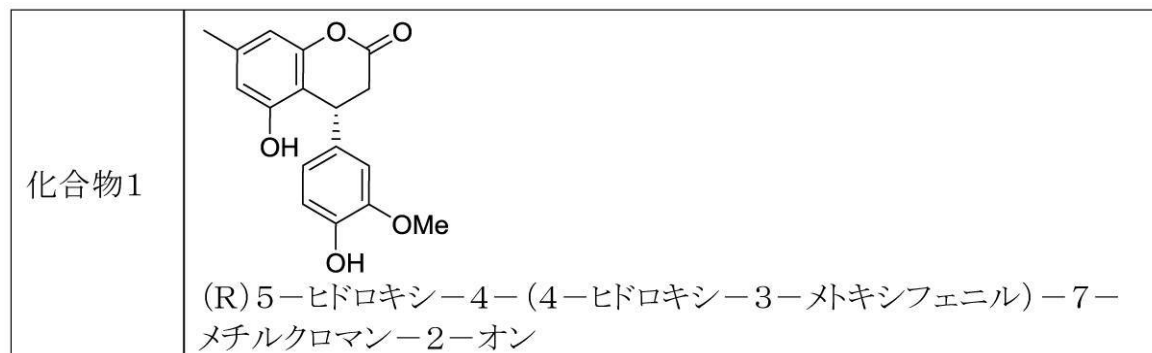 化合物1
O
O
OH
OMe
OH
(R)5-ヒドロキシ-4-(4-ヒドロキシ-3-メトキシフェニル)-7-
メチルクロマン-2-オン